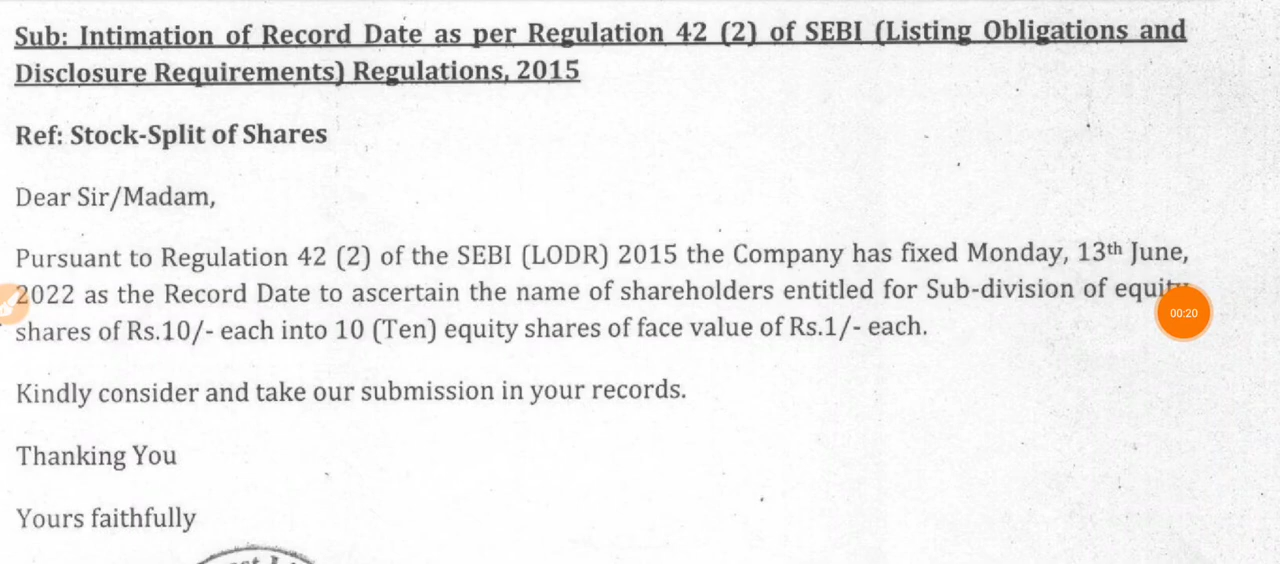 Sub: Intimation of Record Date as per Regulation 42 (2) of SEBI (Listing Obligations and
Disclosure Requirements) Regulations, 2015
Ref: Stock-Split of Shares
Dear Sir/Madam,
Pursuant to Regulation 42 (2) of the SEBI (LODR) 2015 the Company has fixed Monday, 13th June,
2022 as the Record Date to ascertain the name of shareholders entitled for Sub-division of equity
shares of Rs.10/- each into 10 (Ten) equity shares of face value of Rs.1/- each.
00:20
Kindly consider and take our submission in your records.
Thanking You
Yours faithfully